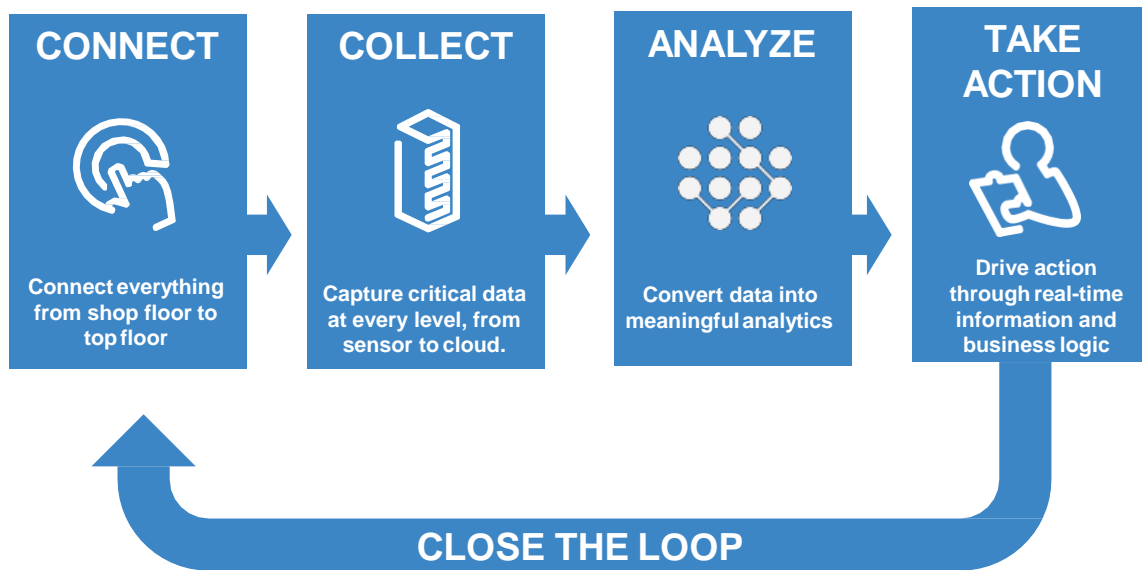 CONNECT
Connect everything
from shop floor to
top floor
COLLECT
Capture critical data
at every level, from
sensor to cloud.
ANALYZE
Convert data into
meaningful analytics
TAKE
ACTION
Drive action
through real-time
information and
business logic
CLOSE THE LOOP